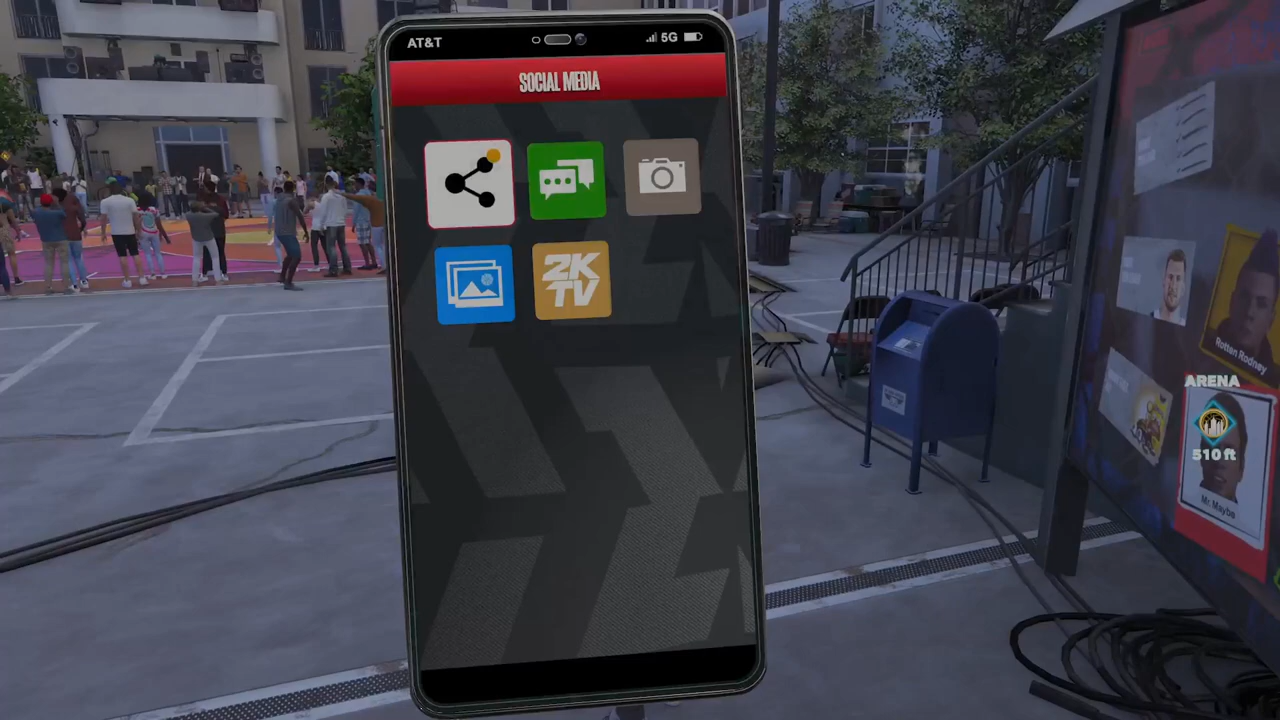 AT&T
5G
SOCIAL MEDIA
2K
TV
Rotten Rodney
ARENA
510 ft
Mr. Maybe